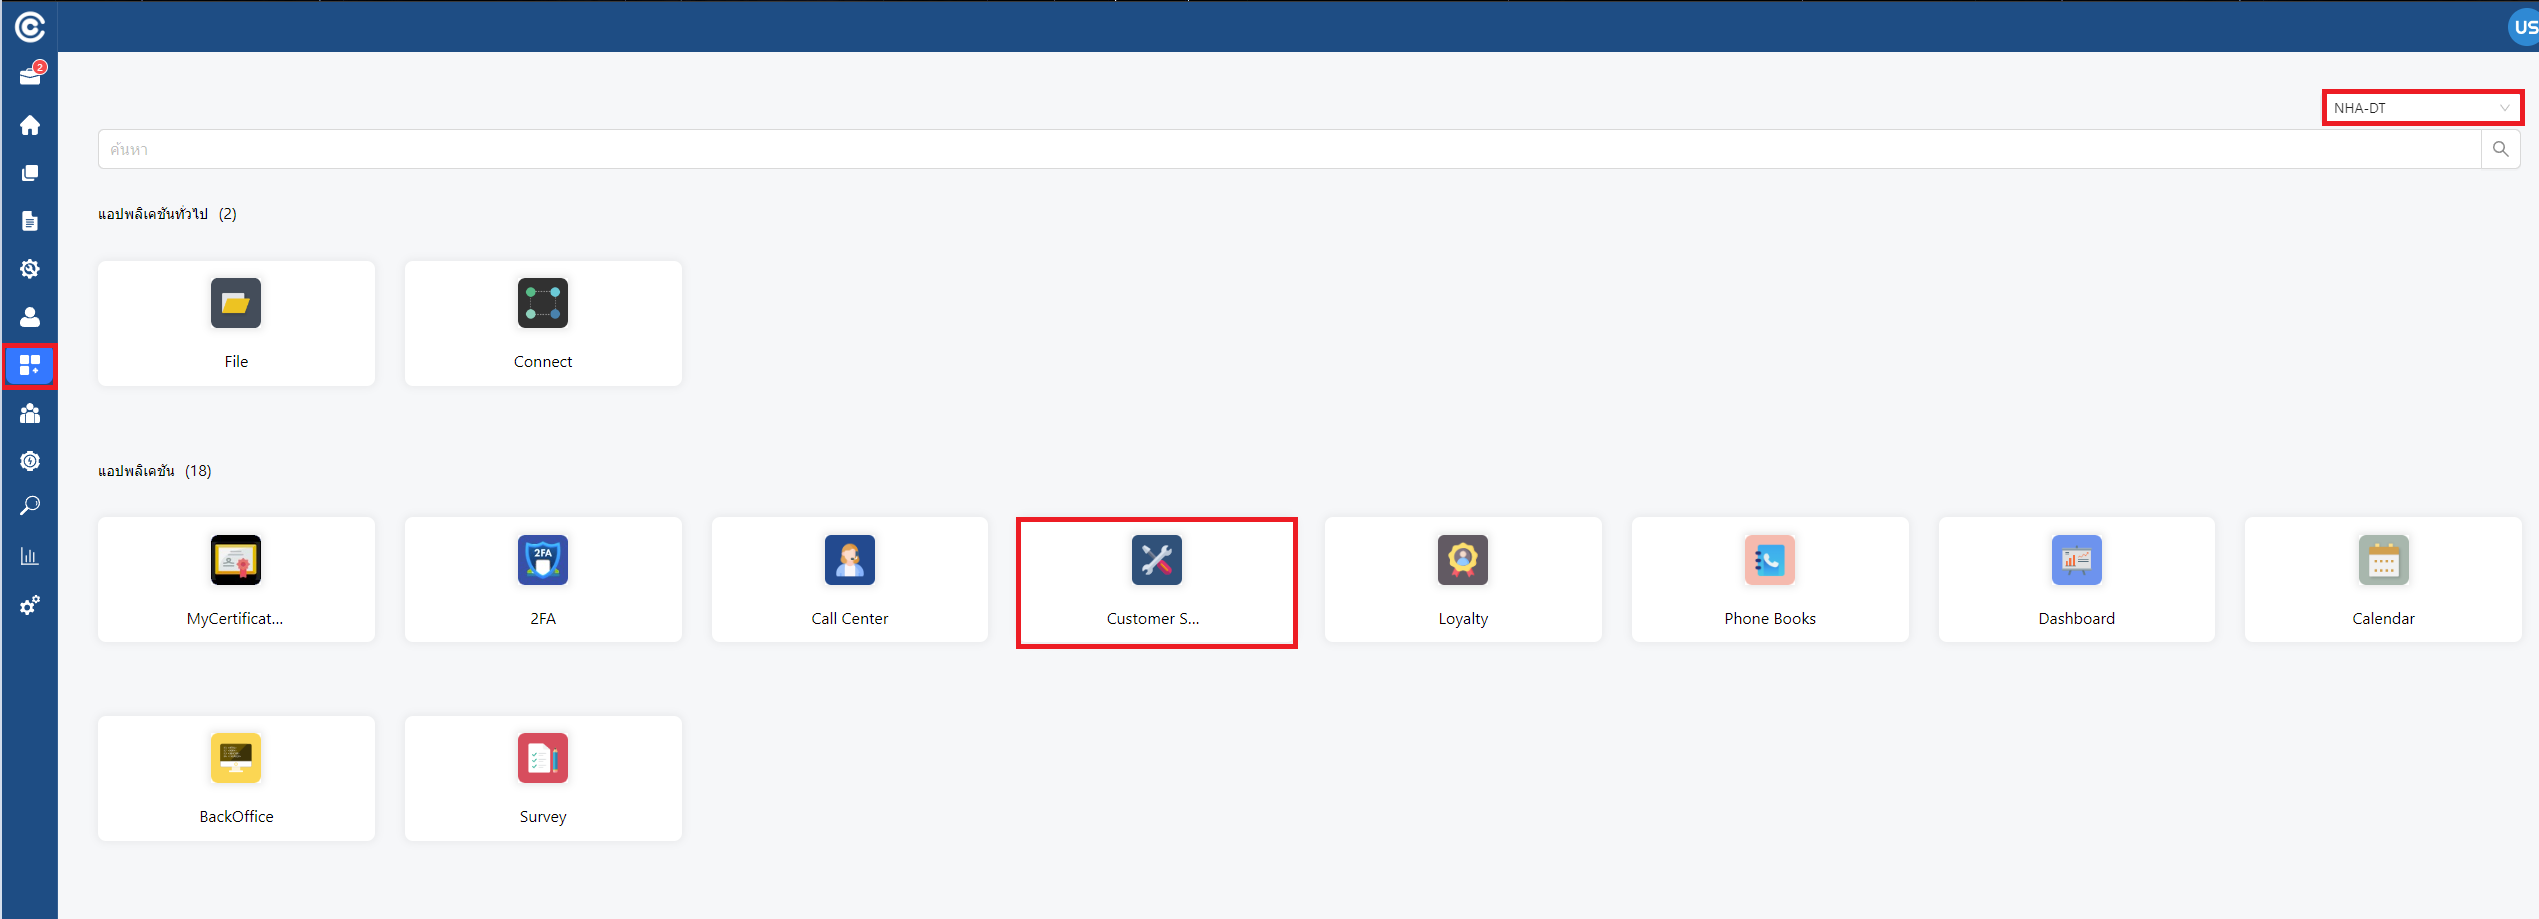 US
2
NHA-DT
ค้นหา
แอปพลิเคชันทั่วไป (2)
File
Connect
แอปพลิเคชัน (18)
MyCertificat...
2FA
2FA
Call Center
Customer S...
Loyalty
Phone Books
Dashboard
Calendar
BackOffice
Survey